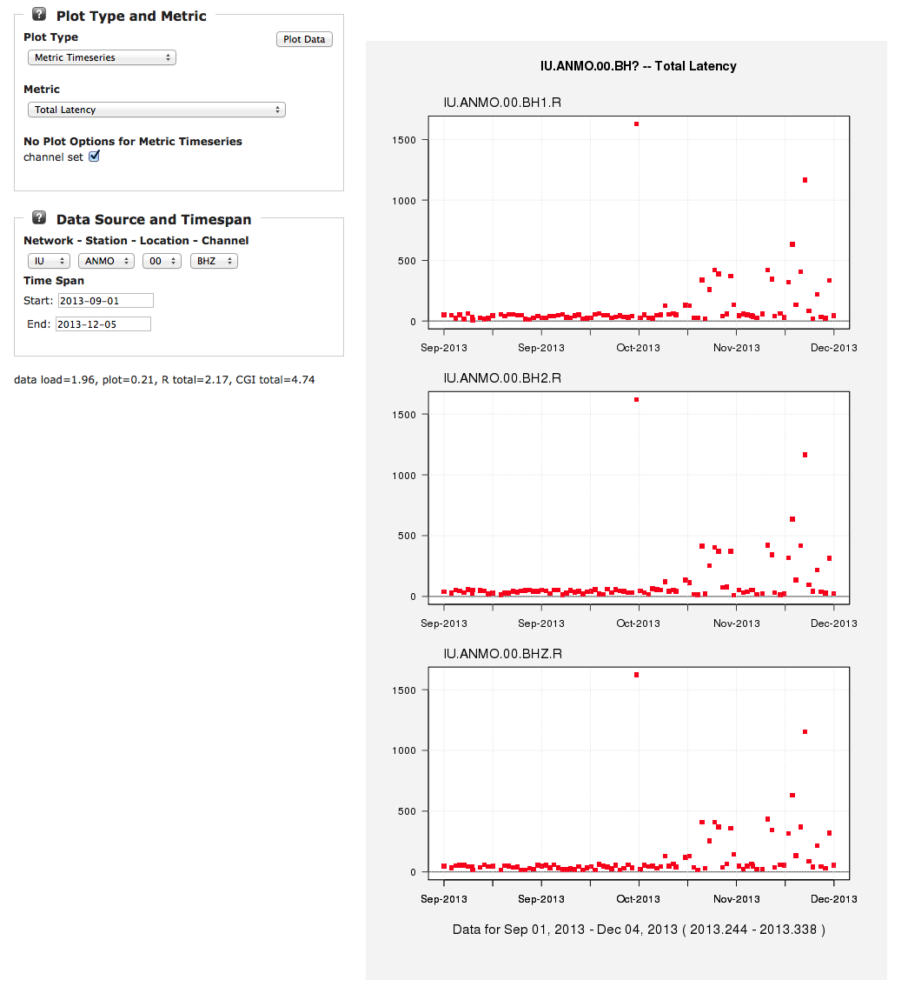 ? Plot Type and Metric
Plot Type
Plot Data
Metric Timeseries
Metric
Total Latency
No Plot Options for Metric Timeseries
channel set
? Data Source and Timespan
Network - Station - Location - Channel
IU ANMO 00 BHZ
Time Span
Start: 2013-09-01
End: 2013-12-05
data load=1.96, plot=0.21, R total=2.17, CGI total=4.74
IU.ANMO.00.BH? -- Total Latency
IU.ANMO.00.BH1.R
1500
1000
500
0
Sep-2013 Sep-2013 Oct-2013 Nov-2013 Dec-2013
IU.ANMO.00.BH2.R
1500
1000
500
0
Sep-2013 Sep-2013 Oct-2013 Nov-2013 Dec-2013
IU.ANMO.00.BHZ.R
1500
1000
500
0
Sep-2013 Sep-2013 Oct-2013 Nov-2013 Dec-2013
Data for Sep 01, 2013 - Dec 04, 2013 ( 2013.244 - 2013.338 )